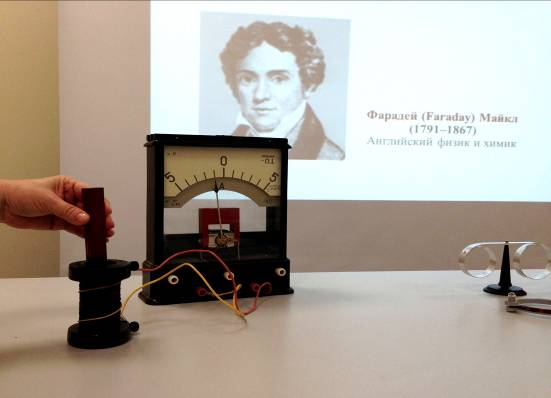 Фарадей (Faraday) Майкл
(1791–1867)
Английский физик и химик
5 0 5
A